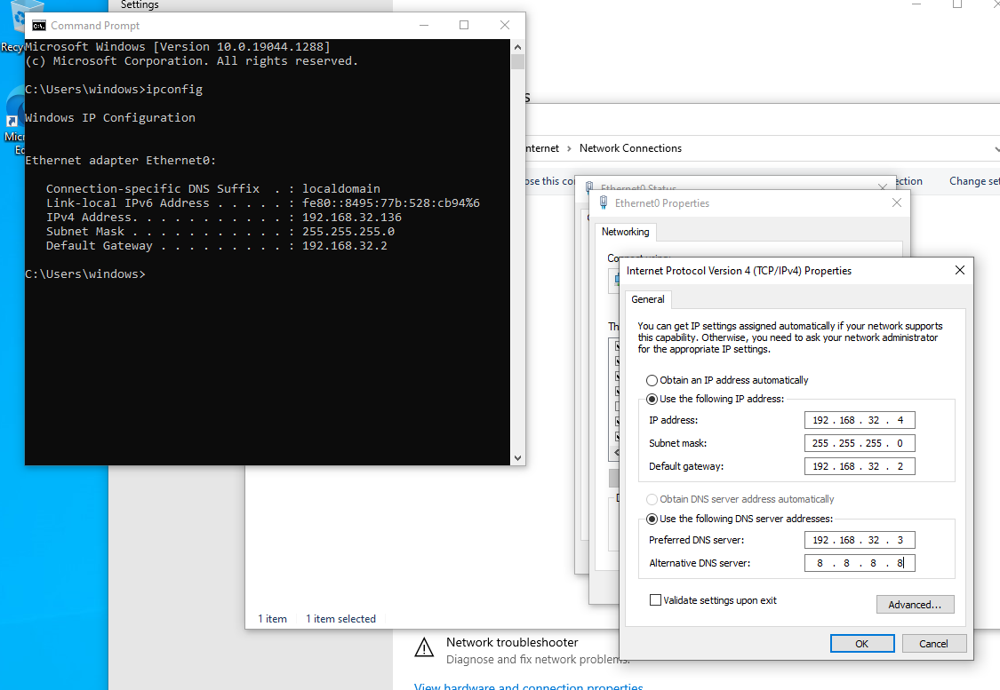 Settings
Recy
Micr
Ec
Command Prompt
Microsoft Windows [Version 10.0.19044.1288]
(c) Microsoft Corporation. All rights reserved.
C:\Users\windows>ipconfig
Windows IP Configuration
Ethernet adapter Ethernet0:
Connection-specific DNS Suffix . : localdomain
Link-local IPv6 Address . . . . . : fe80::8495:77b:528:cb94%6
IPv4 Address. . . . . . . . . . . : 192.168.32.136
Subnet Mask . . . . . . . . . . . : 255.255.255.0
Default Gateway . . . . . . . . . : 192.168.32.2
C:\Users\windows>
s
nternet > Network Connections
ose this co
ection
Change set
Ethernet0 Status
Ethernet0 Properties
Networking
Connect using:
Th
Internet Protocol Version 4 (TCP/IPv4) Properties
General
You can get IP settings assigned automatically if your network supports
this capability. Otherwise, you need to ask your network administrator
for the appropriate IP settings.
Obtain an IP address automatically
Use the following IP address:
IP address: 192 . 168 . 32 . 4
Subnet mask: 255 . 255 . 255 . 0
Default gateway: 192 . 168 . 32 . 2
Obtain DNS server address automatically
Use the following DNS server addresses:
Preferred DNS server: 192 . 168 . 32 . 3
Alternative DNS server: 8 . 8 . 8 . 8
Validate settings upon exit
Advanced...
OK
Cancel
1 item
1 item selected
Network troubleshooter
Diagnose and fix network problems.
View hardware and connection properties